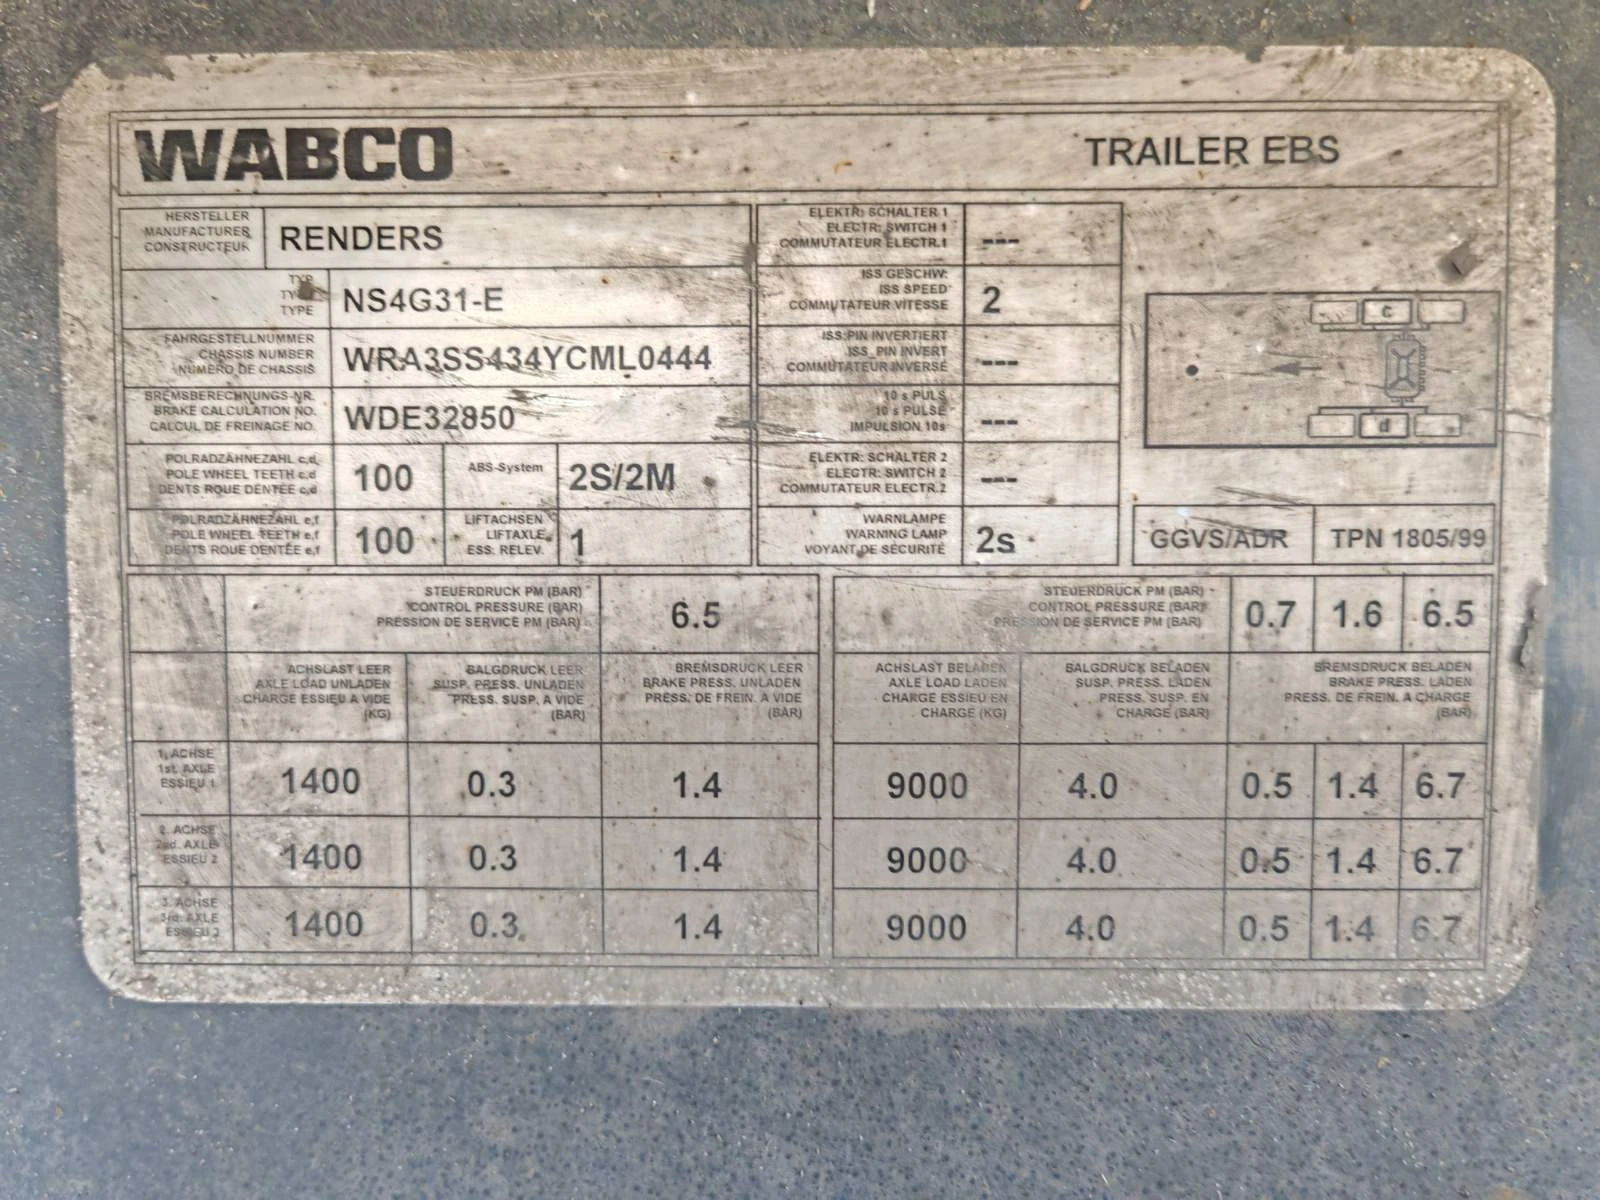 WABCO
TRAILER EBS
HERSTELLER
MANUFACTURER
CONSTRUCTEUR
RENDERS
TYP
TYPE
NS4G31-E
FAHRGESTELLNUMMER
CHASSIS NUMBER
NUMERO DE CHASSIS
WRA3SS434YCML0444
BREMSBERECHNUNGS-NR.
BRAKE CALCULATION NO.
CALCUL DE FREINAGE NO.
WDE32850
POLRADZÄHNEZAHL c,d
POLE WHEEL TEETH c,d
DENTS ROUE DENTÉE c,d
100
ABS-System
2S/2M
POLRADZÄHNEZAHL e,f
POLE WHEEL TEETH e,f
DENTS ROUE DENTÉE e,f
100
LIFTACHSEN
LIFTAXLE
ESS. RELEV.
1
ELEKTR: SCHALTER 1
ELECTR: SWITCH 1
COMMUTATEUR ELECTR.1
---
ISS GESCHW:
ISS SPEED
COMMUTATEUR VITESSE
2
ISS PIN INVERTIERT
ISS PIN INVERT
COMMUTATEUR INVERSÉ
---
10 s PULS
10 s PULSE
IMPULSION 10s
---
ELEKTR: SCHALTER 2
ELECTR: SWITCH 2
COMMUTATEUR ELECTR.2
---
WARNLAMPE
WARNING LAMP
VOYANT DE SÉCURITÉ
2s
c
d
GGVS/ADR
TPN 1805/99
STEUERDRUCK PM (BAR)
CONTROL PRESSURE (BAR)
PRESSION DE SERVICE PM (BAR)
6.5
ACHSLAST LEER
AXLE LOAD UNLADEN
CHARGE ESSIEU A VIDE
(KG)
BALGDRUCK LEER
SUSP. PRESS. UNLADEN
PRESS. SUSP. A VIDE
(BAR)
BREMSDRUCK LEER
BRAKE PRESS. UNLADEN
PRESS. DE FREIN. A VIDE
(BAR)
1. ACHSE
1st. AXLE
ESSIEU 1
1400 0.3 1.4
2. ACHSE
2nd. AXLE
ESSIEU 2
1400 0.3 1.4
3. ACHSE
3rd. AXLE
ESSIEU 3
1400 0.3 1.4
STEUERDRUCK PM (BAR)
CONTROL PRESSURE (BAR)
PRESSION DE SERVICE PM (BAR)
0.7 1.6 6.5
ACHSLAST BELADEN
AXLE LOAD LADEN
CHARGE ESSIEU EN
CHARGE (KG)
BALGDRUCK BELADEN
SUSP. PRESS. LADEN
PRESS. SUSP. EN
CHARGE (BAR)
BREMSDRUCK BELADEN
BRAKE PRESS. LADEN
PRESS. DE FREIN. A CHARGE
(BAR)
9000 4.0 0.5 1.4 6.7
9000 4.0 0.5 1.4 6.7
9000 4.0 0.5 1.4 6.7